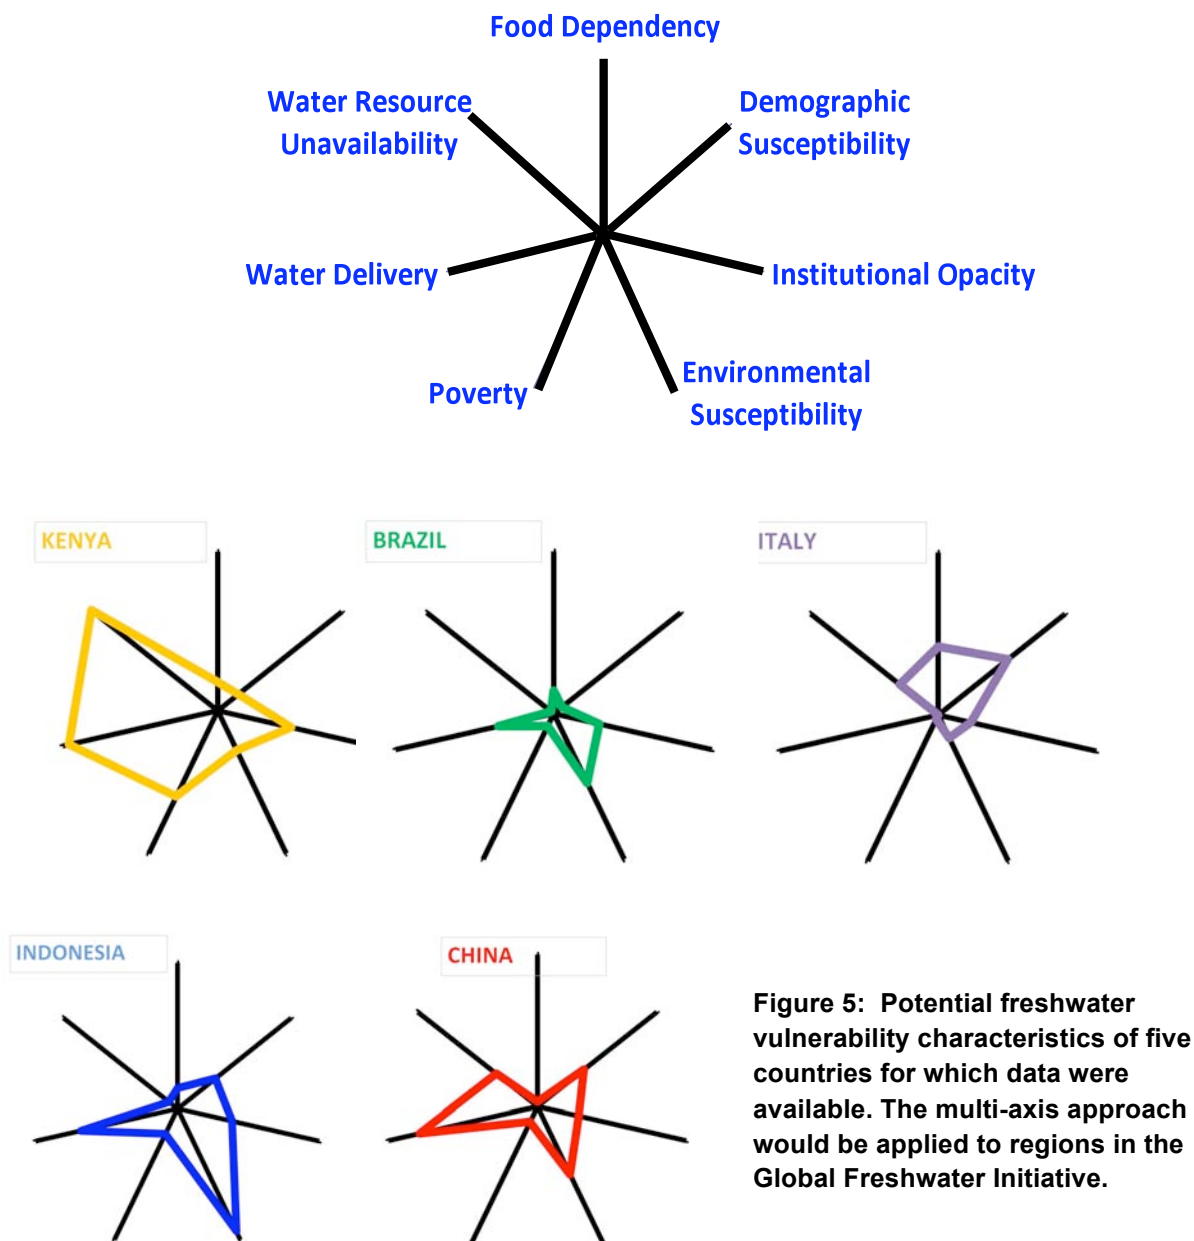 Food Dependency
Water Resource
Unavailability
Demographic
Susceptibility
Water Delivery
Institutional Opacity
Poverty
Environmental
Susceptibility
KENYA
BRAZIL
ITALY
INDONESIA
CHINA
Figure 5:  Potential freshwater
vulnerability characteristics of five
countries for which data were
available. The multi-axis approach
would be applied to regions in the
Global Freshwater Initiative.